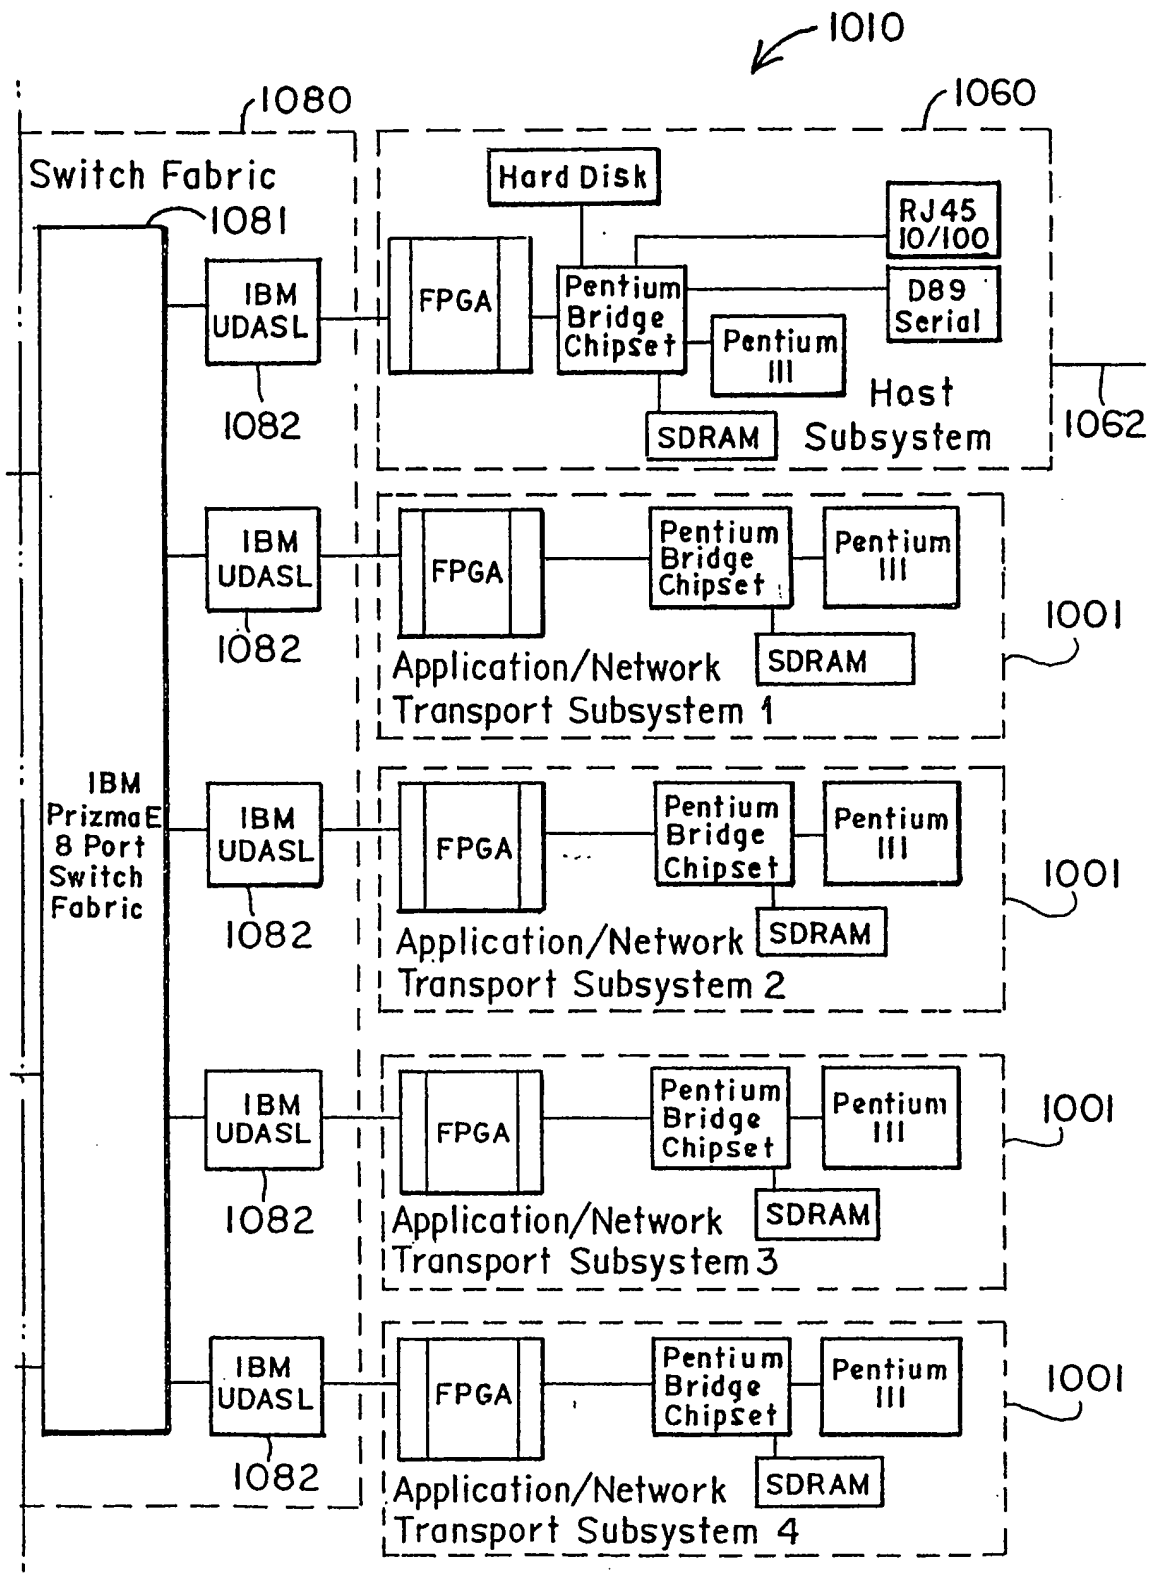 1010
1080
1060
Switch Fabric
1081
Hard Disk
RJ45
10/100
IBM
UDASL
FPGA
Pentium
Bridge
Chipset
D89
Serial
Pentium
III
1082
SDRAM
Host
Subsystem
1062
IBM
UDASL
FPGA
Pentium
Bridge
Chipset
Pentium
III
1082
SDRAM
1001
Application/Network
Transport Subsystem 1
IBM
PrizmaE
8 Port
Switch
Fabric
IBM
UDASL
FPGA
Pentium
Bridge
Chipset
Pentium
III
1001
1082
SDRAM
Application/Network
Transport Subsystem 2
IBM
UDASL
FPGA
Pentium
Bridge
Chipset
Pentium
III
1001
1082
SDRAM
Application/Network
Transport Subsystem 3
IBM
UDASL
FPGA
Pentium
Bridge
Chipset
Pentium
III
1001
1082
SDRAM
Application/Network
Transport Subsystem 4